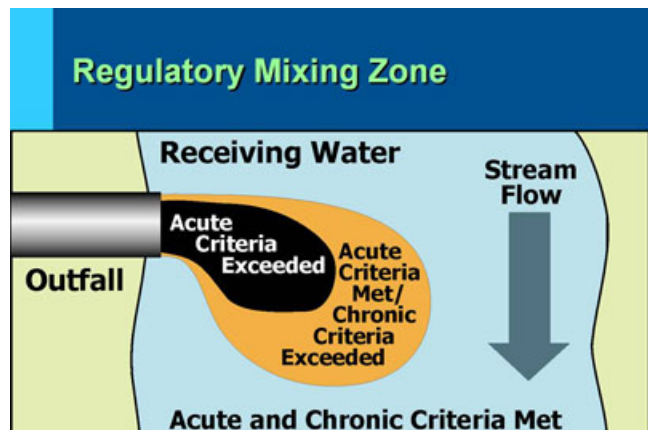 Regulatory Mixing Zone
Receiving Water
Stream
Flow
Acute
Criteria
Exceeded
Acute
Criteria
Met/
Chronic
Criteria
Exceeded
Outfall
Acute and Chronic Criteria Met